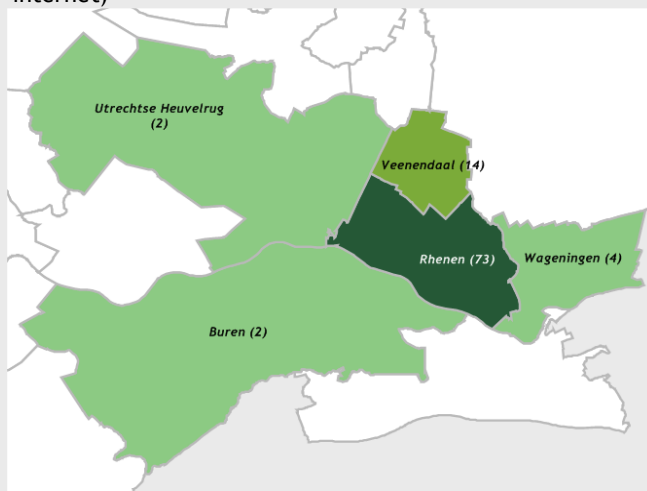 internet)
Utrechtse Heuvelrug
(2)
Veenendaal (14)
Rhenen (73)
Wageningen (4)
Buren (2)